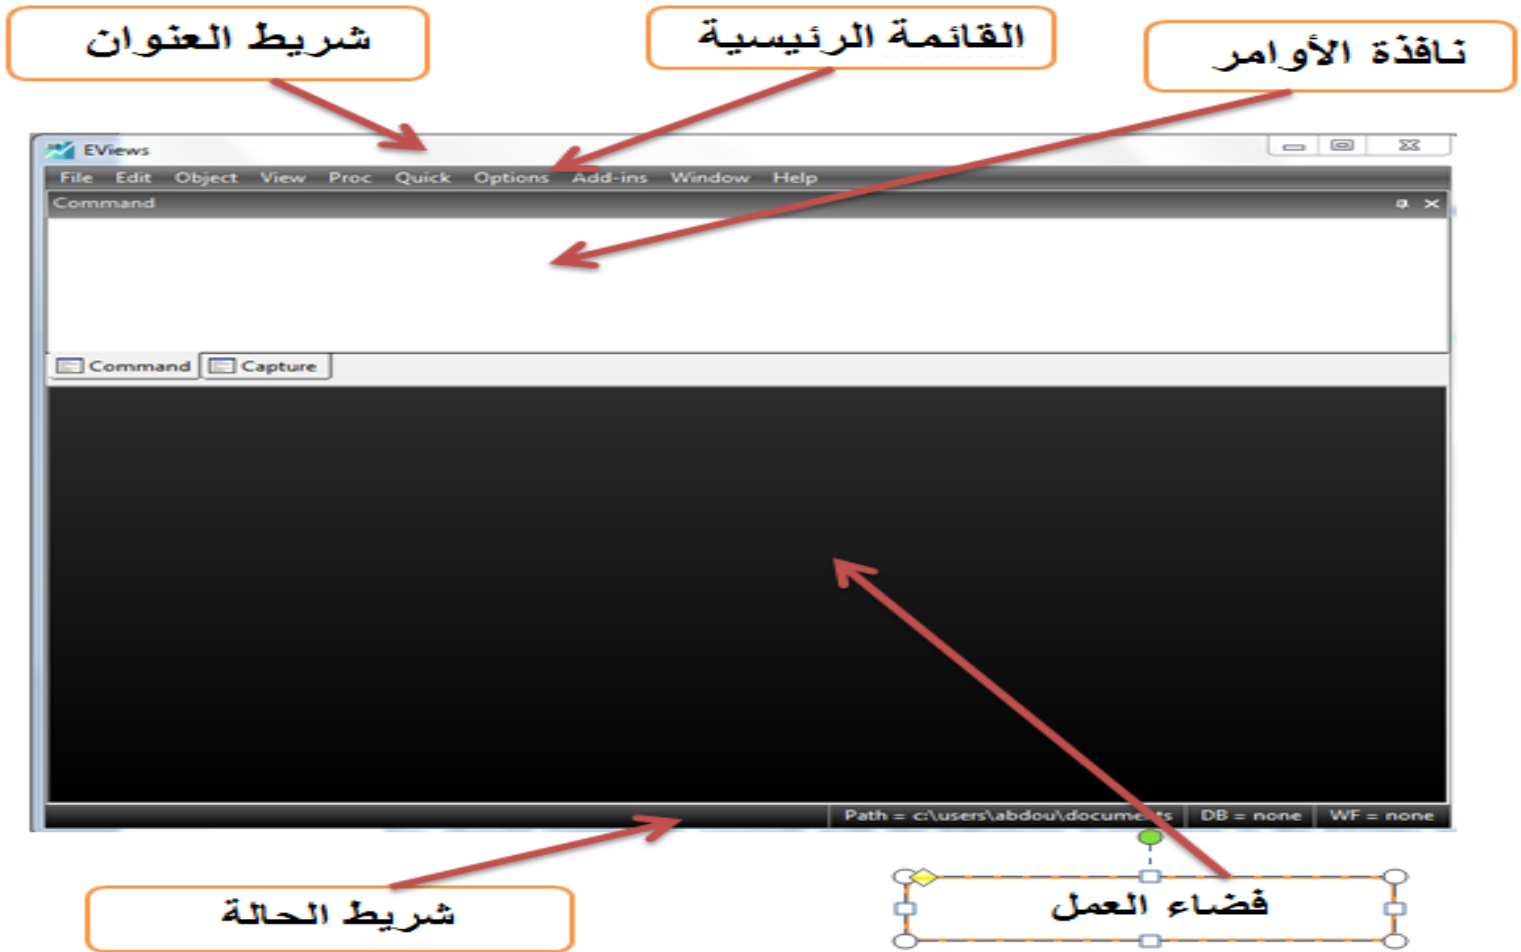 شريط العنوان
القائمة الرئيسية
نافذة الأوامر
EViews
File Edit Object View Proc Quick Options Add-ins Window Help
Command
Command Capture
Path = c:\users\abdou\documents DB = none WF = none
شريط الحالة
فضاء العمل